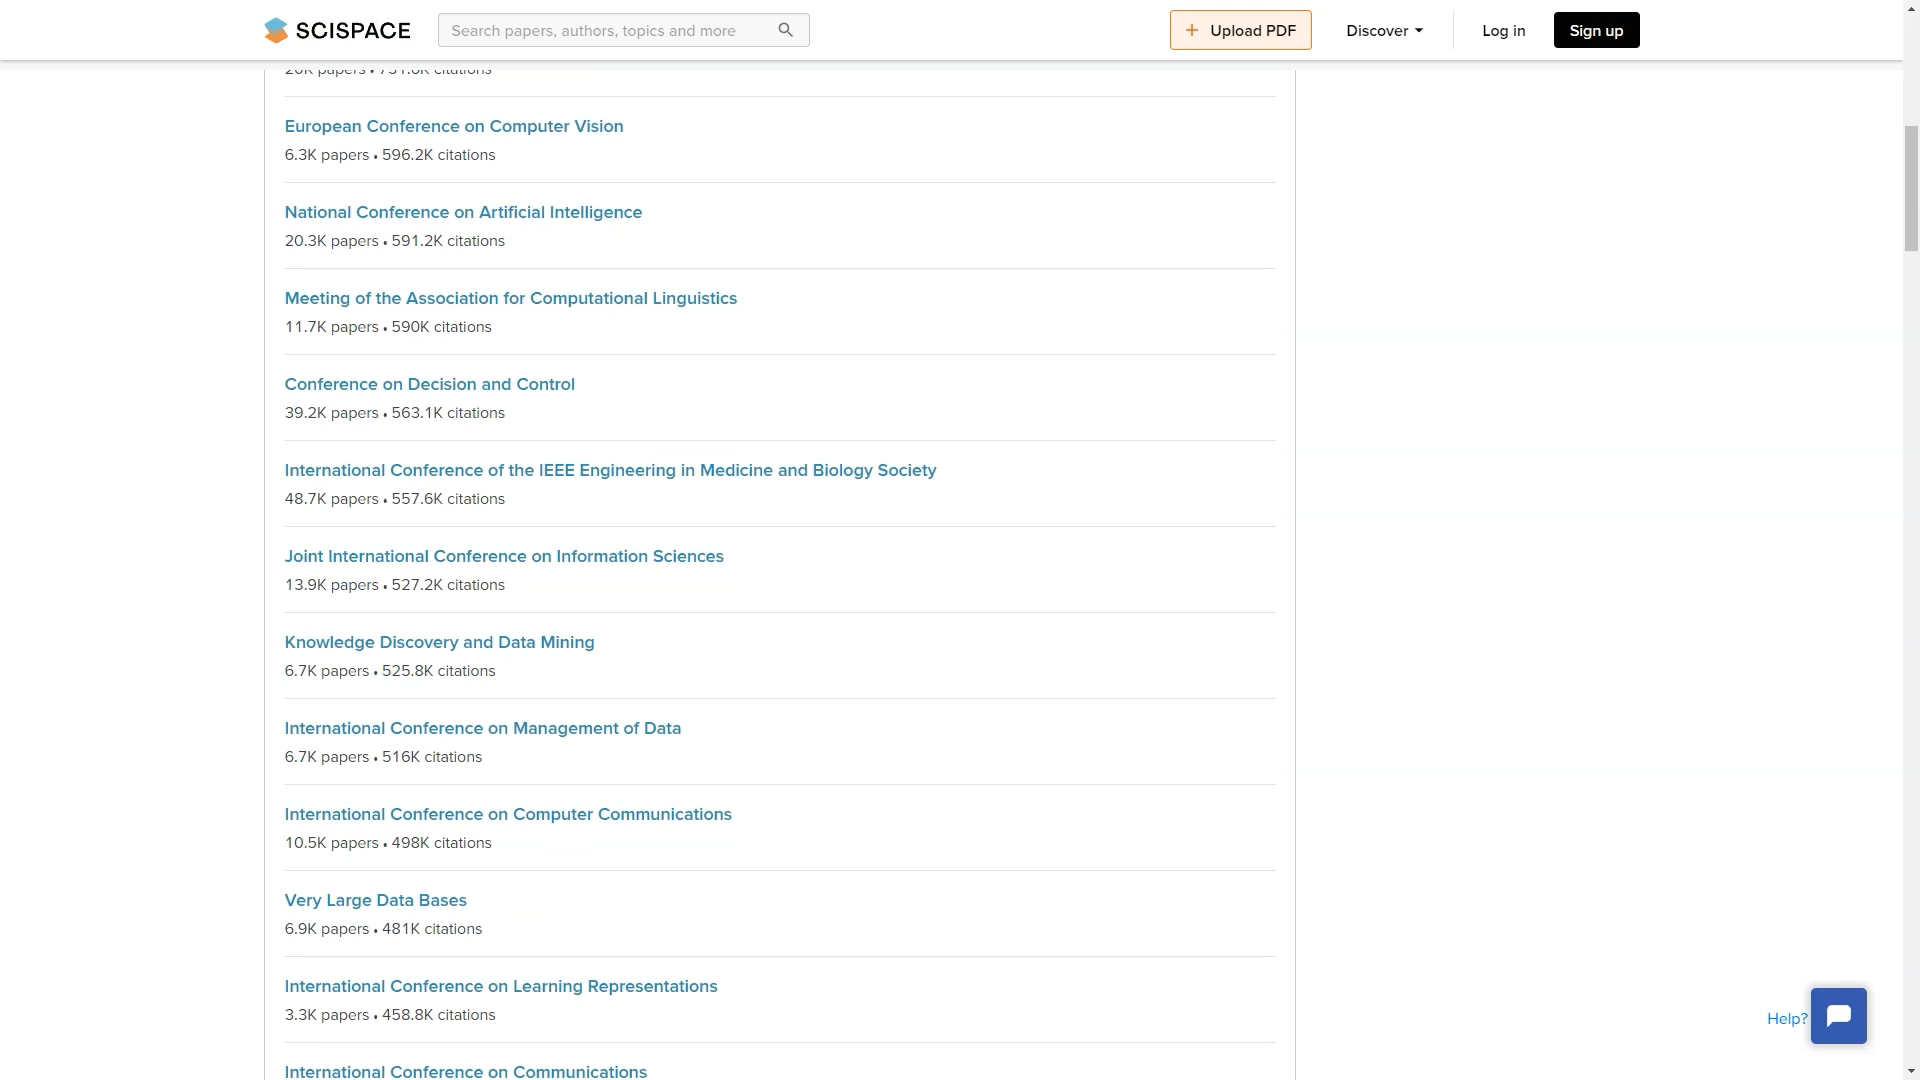 SCISPACE
Search papers, authors, topics and more
Upload PDF
Discover
Log in
Sign up
European Conference on Computer Vision
6.3K papers • 596.2K citations
National Conference on Artificial Intelligence
20.3K papers • 591.2K citations
Meeting of the Association for Computational Linguistics
11.7K papers • 590K citations
Conference on Decision and Control
39.2K papers • 563.1K citations
International Conference of the IEEE Engineering in Medicine and Biology Society
48.7K papers • 557.6K citations
Joint International Conference on Information Sciences
13.9K papers • 527.2K citations
Knowledge Discovery and Data Mining
6.7K papers • 525.8K citations
International Conference on Management of Data
6.7K papers • 516K citations
International Conference on Computer Communications
10.5K papers • 498K citations
Very Large Data Bases
6.9K papers • 481K citations
International Conference on Learning Representations
3.3K papers • 458.8K citations
Help?
International Conference on Communications